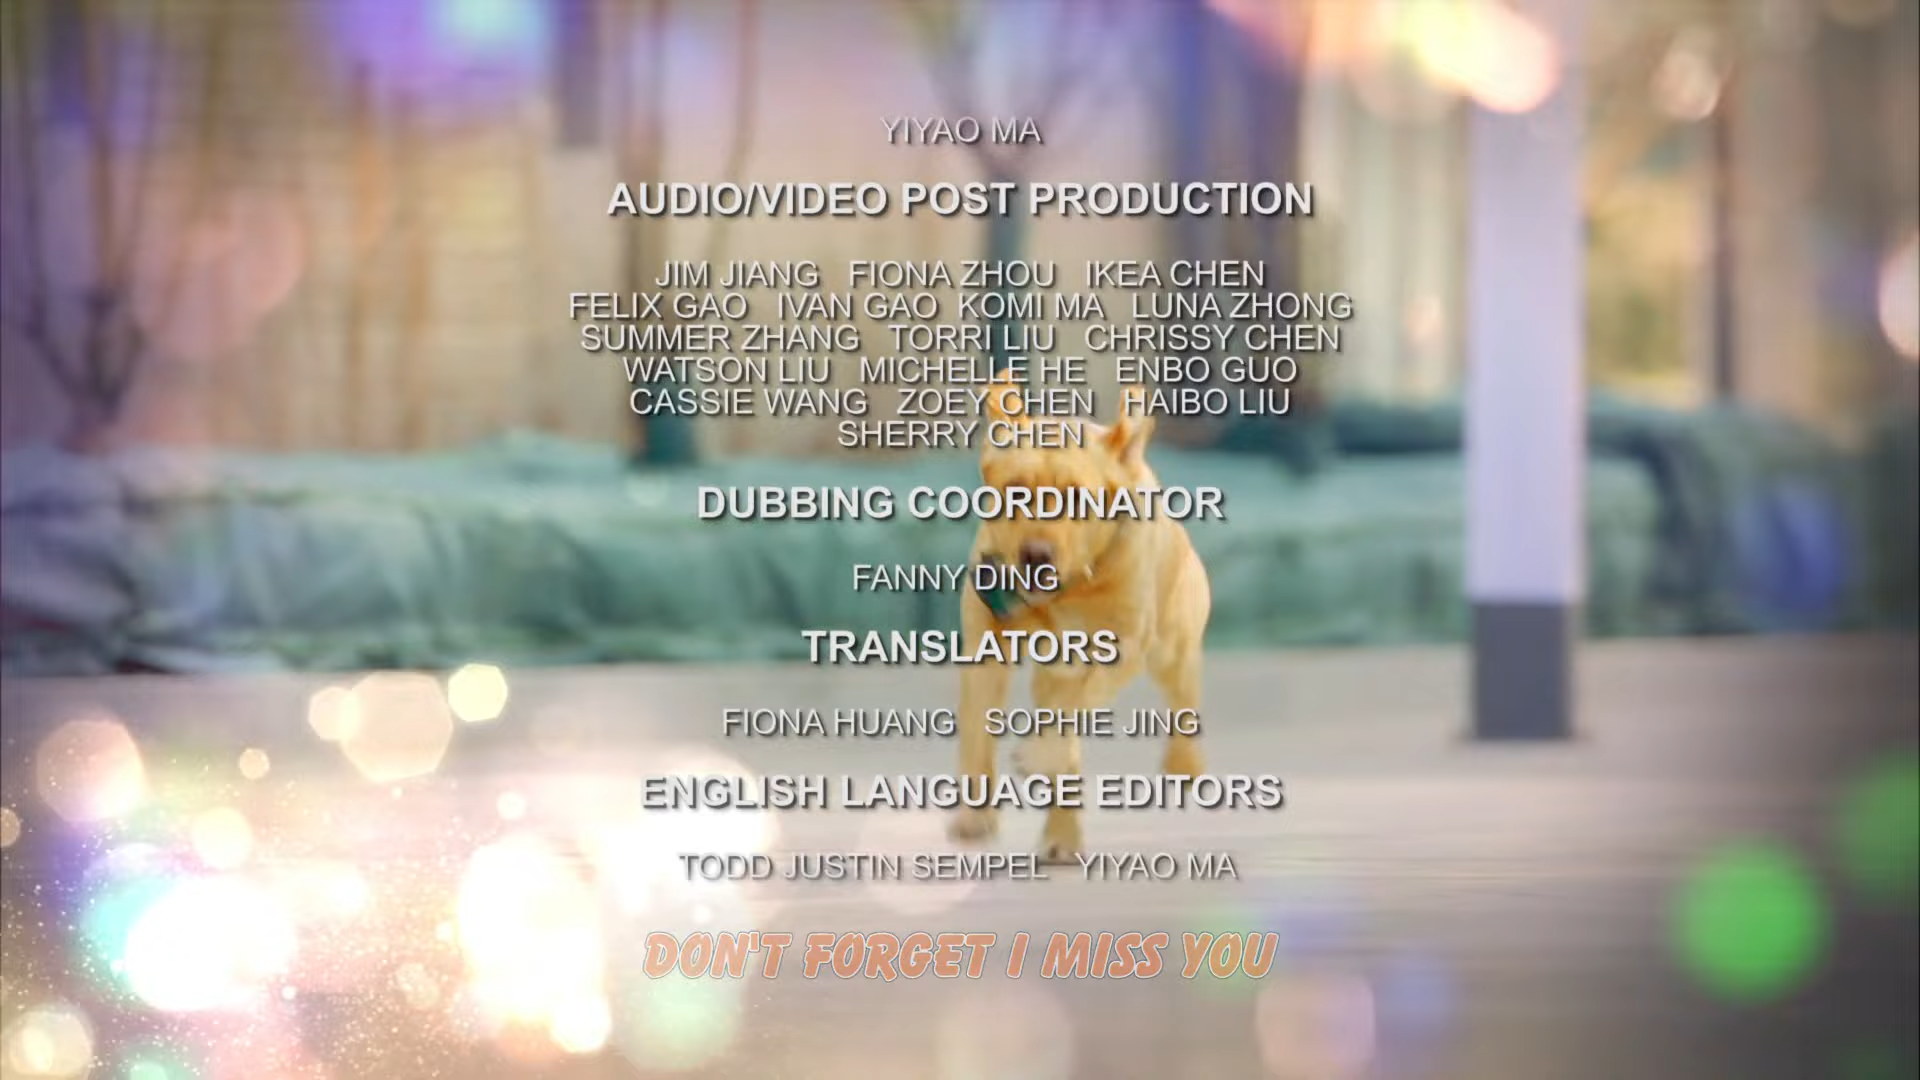 YIYAO MA
AUDIO/VIDEO POST PRODUCTION
JIM JIANG FIONA ZHOU IKEA CHEN
FELIX GAO IVAN GAO KOMI MA LUNA ZHONG
SUMMER ZHANG TORRI LIU CHRISSY CHEN
WATSON LIU MICHELLE HE ENBO GUO
CASSIE WANG ZOEY CHEN HAIBO LIU
SHERRY CHEN
DUBBING COORDINATOR
FANNY DING
TRANSLATORS
FIONA HUANG SOPHIE JING
ENGLISH LANGUAGE EDITORS
TODD JUSTIN SEMPEL YIYAO MA
DON'T FORGET I MISS YOU